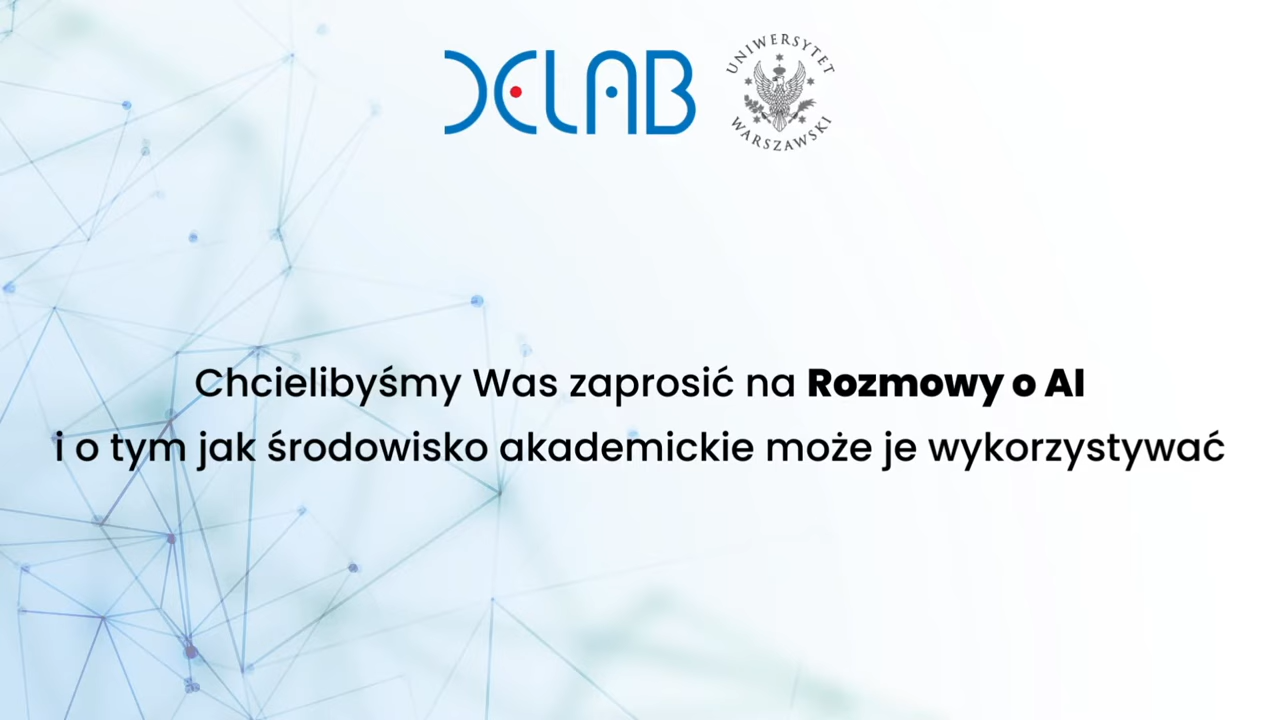 DELAB
UNIWERSYTET
WARSZAWSKI
Chcielibyśmy Was zaprosić na Rozmowy o AI
i o tym jak środowisko akademickie może je wykorzystywać